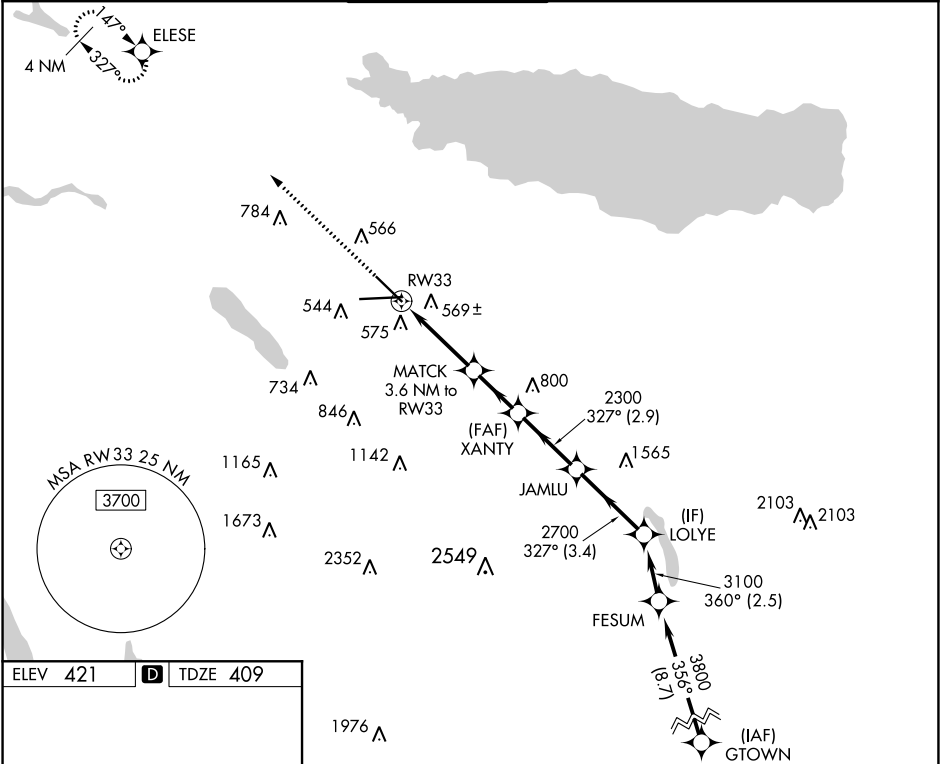 147°
ELESE
4 NM
327°
784
566
RW33
544
569±
575
MATCK
3.6 NM to
RW33
800
734
846
2300
327° (2.9)
(FAF)
XANTY
1142
1165
1565
JAMLU
MSA RW33 25 NM
3700
1673
2103
2103
(IF)
LOLYE
2700
327° (3.4)
2352
2549
3100
360° (2.5)
FESUM
3800
356°
(8.7)
ELEV 421
D
TDZE 409
1976
(IAF)
GTOWN